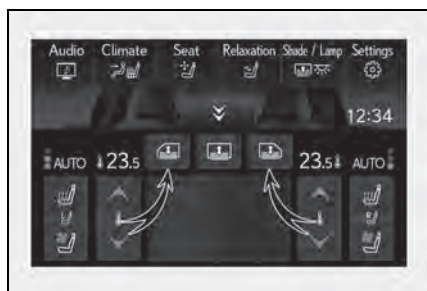 Audio Climate Seat Relaxation Shade / Lamp Settings
12:34
AUTO 23.5 23.5 AUTO